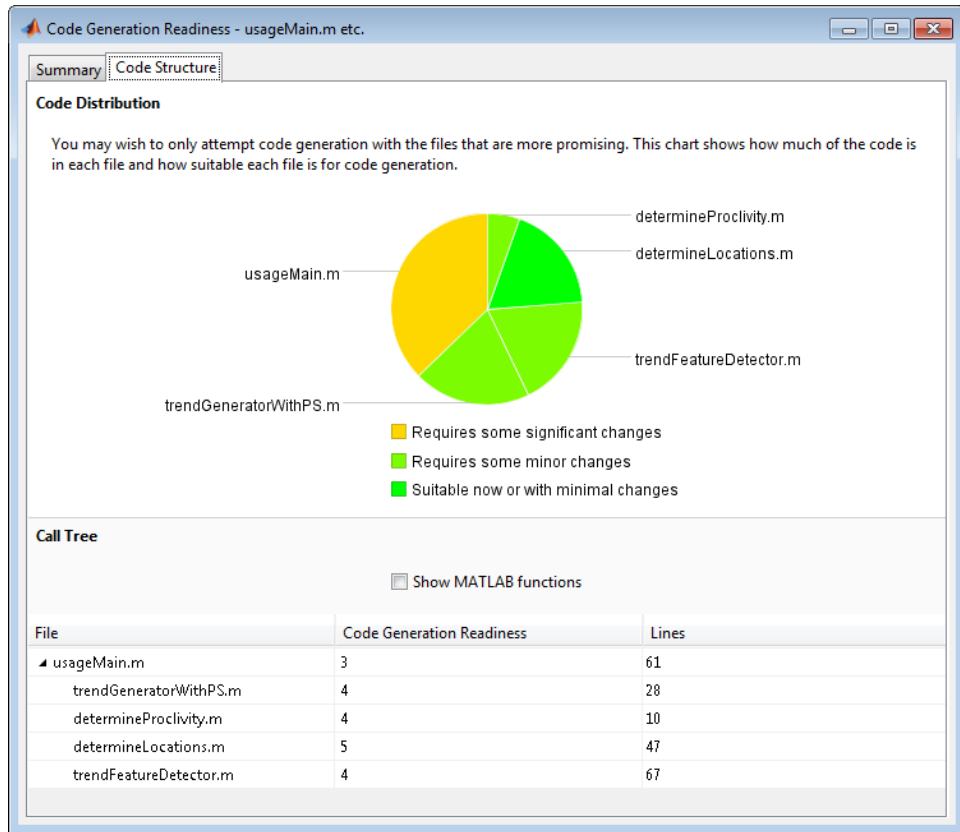 Code Generation Readiness - usageMain.m etc.
Summary
Code Structure
Code Distribution
You may wish to only attempt code generation with the files that are more promising. This chart shows how much of the code is
in each file and how suitable each file is for code generation.
determineProclivity.m
determineLocations.m
usageMain.m
trendFeatureDetector.m
trendGeneratorWithPS.m
Requires some significant changes
Requires some minor changes
Suitable now or with minimal changes
Call Tree
Show MATLAB functions
File Code Generation Readiness Lines
usageMain.m 3 61
trendGeneratorWithPS.m 4 28
determineProclivity.m 4 10
determineLocations.m 5 47
trendFeatureDetector.m 4 67